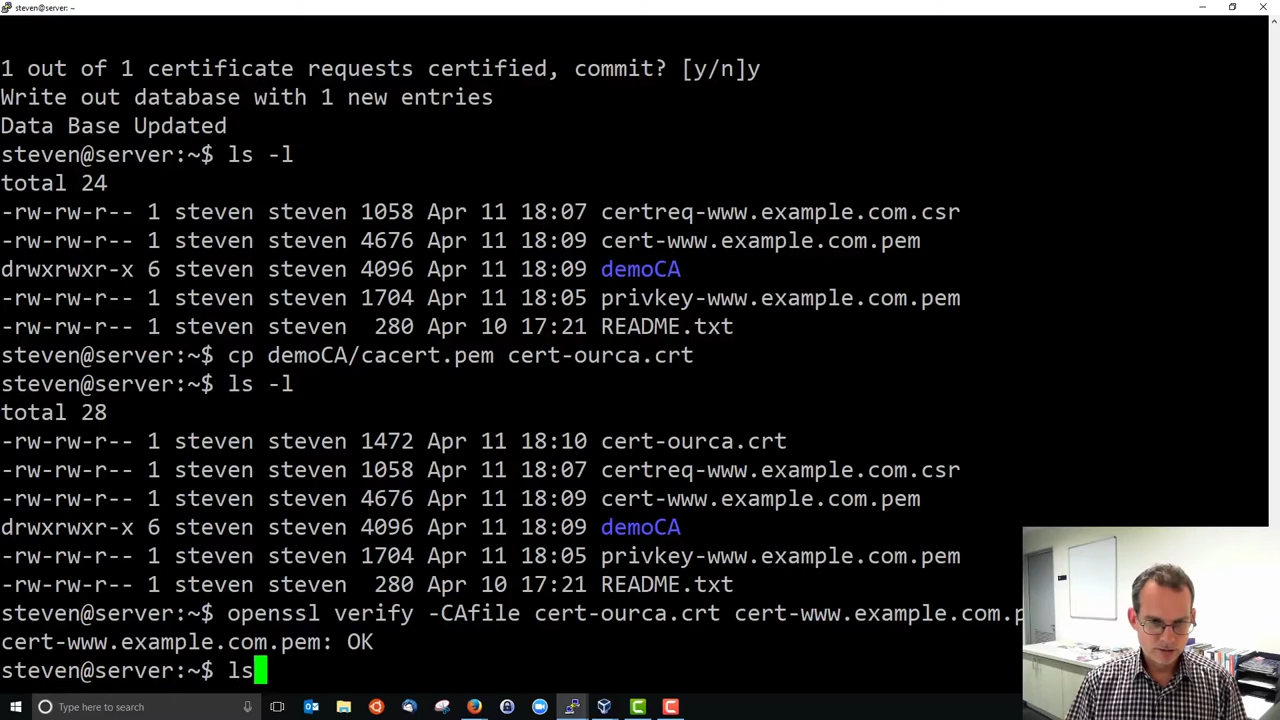 steven@server: ~
1 out of 1 certificate requests certified, commit? [y/n]y
Write out database with 1 new entries
Data Base Updated
steven@server:~$ ls -l
total 24
-rw-rw-r-- 1 steven steven 1058 Apr 11 18:07 certreq-www.example.com.csr
-rw-rw-r-- 1 steven steven 4676 Apr 11 18:09 cert-www.example.com.pem
drwxrwxr-x 6 steven steven 4096 Apr 11 18:09 demoCA
-rw-rw-r-- 1 steven steven 1704 Apr 11 18:05 privkey-www.example.com.pem
-rw-rw-r-- 1 steven steven  280 Apr 10 17:21 README.txt
steven@server:~$ cp demoCA/cacert.pem cert-ourca.crt
steven@server:~$ ls -l
total 28
-rw-rw-r-- 1 steven steven 1472 Apr 11 18:10 cert-ourca.crt
-rw-rw-r-- 1 steven steven 1058 Apr 11 18:07 certreq-www.example.com.csr
-rw-rw-r-- 1 steven steven 4676 Apr 11 18:09 cert-www.example.com.pem
drwxrwxr-x 6 steven steven 4096 Apr 11 18:09 demoCA
-rw-rw-r-- 1 steven steven 1704 Apr 11 18:05 privkey-www.example.com.pem
-rw-rw-r-- 1 steven steven  280 Apr 10 17:21 README.txt
steven@server:~$ openssl verify -CAfile cert-ourca.crt cert-www.example.com.p
cert-www.example.com.pem: OK
steven@server:~$ ls
Type here to search